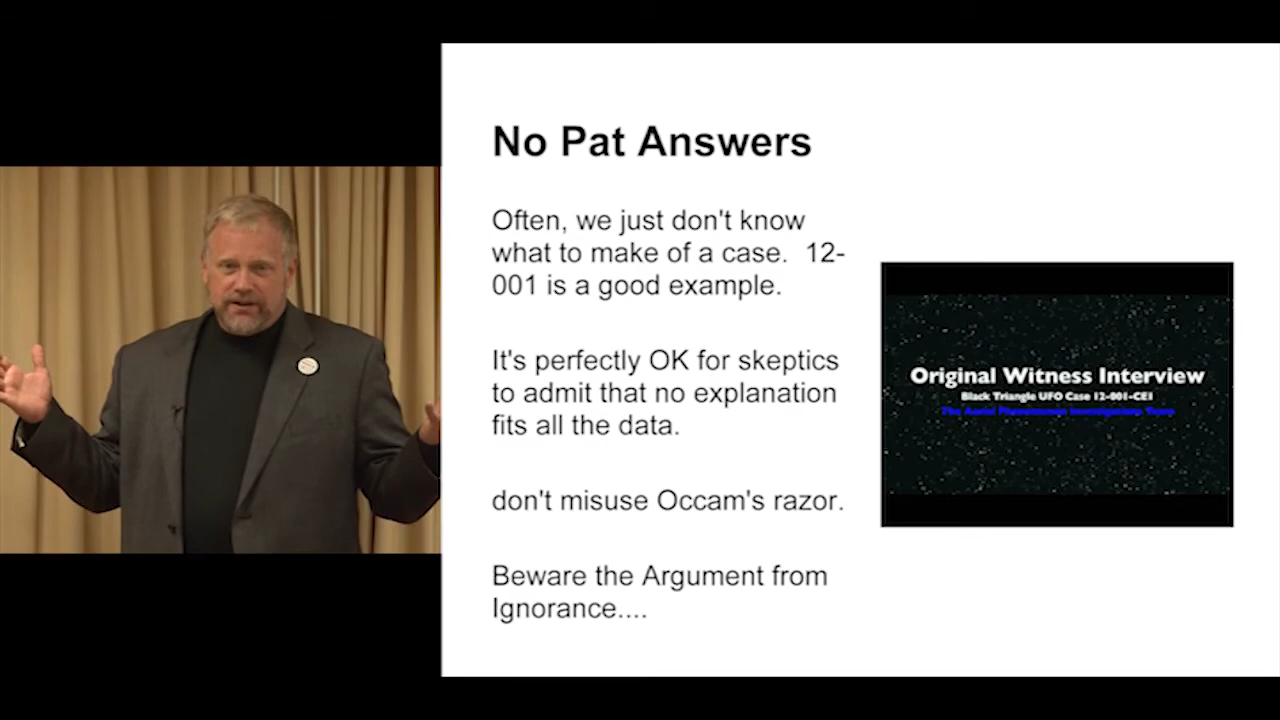 No Pat Answers
Often, we just don't know
what to make of a case.  12-
001 is a good example.
It's perfectly OK for skeptics
to admit that no explanation
fits all the data.
don't misuse Occam's razor.
Beware the Argument from
Ignorance....
Original Witness Interview
Black Triangle UFO Case 12-001-CE1